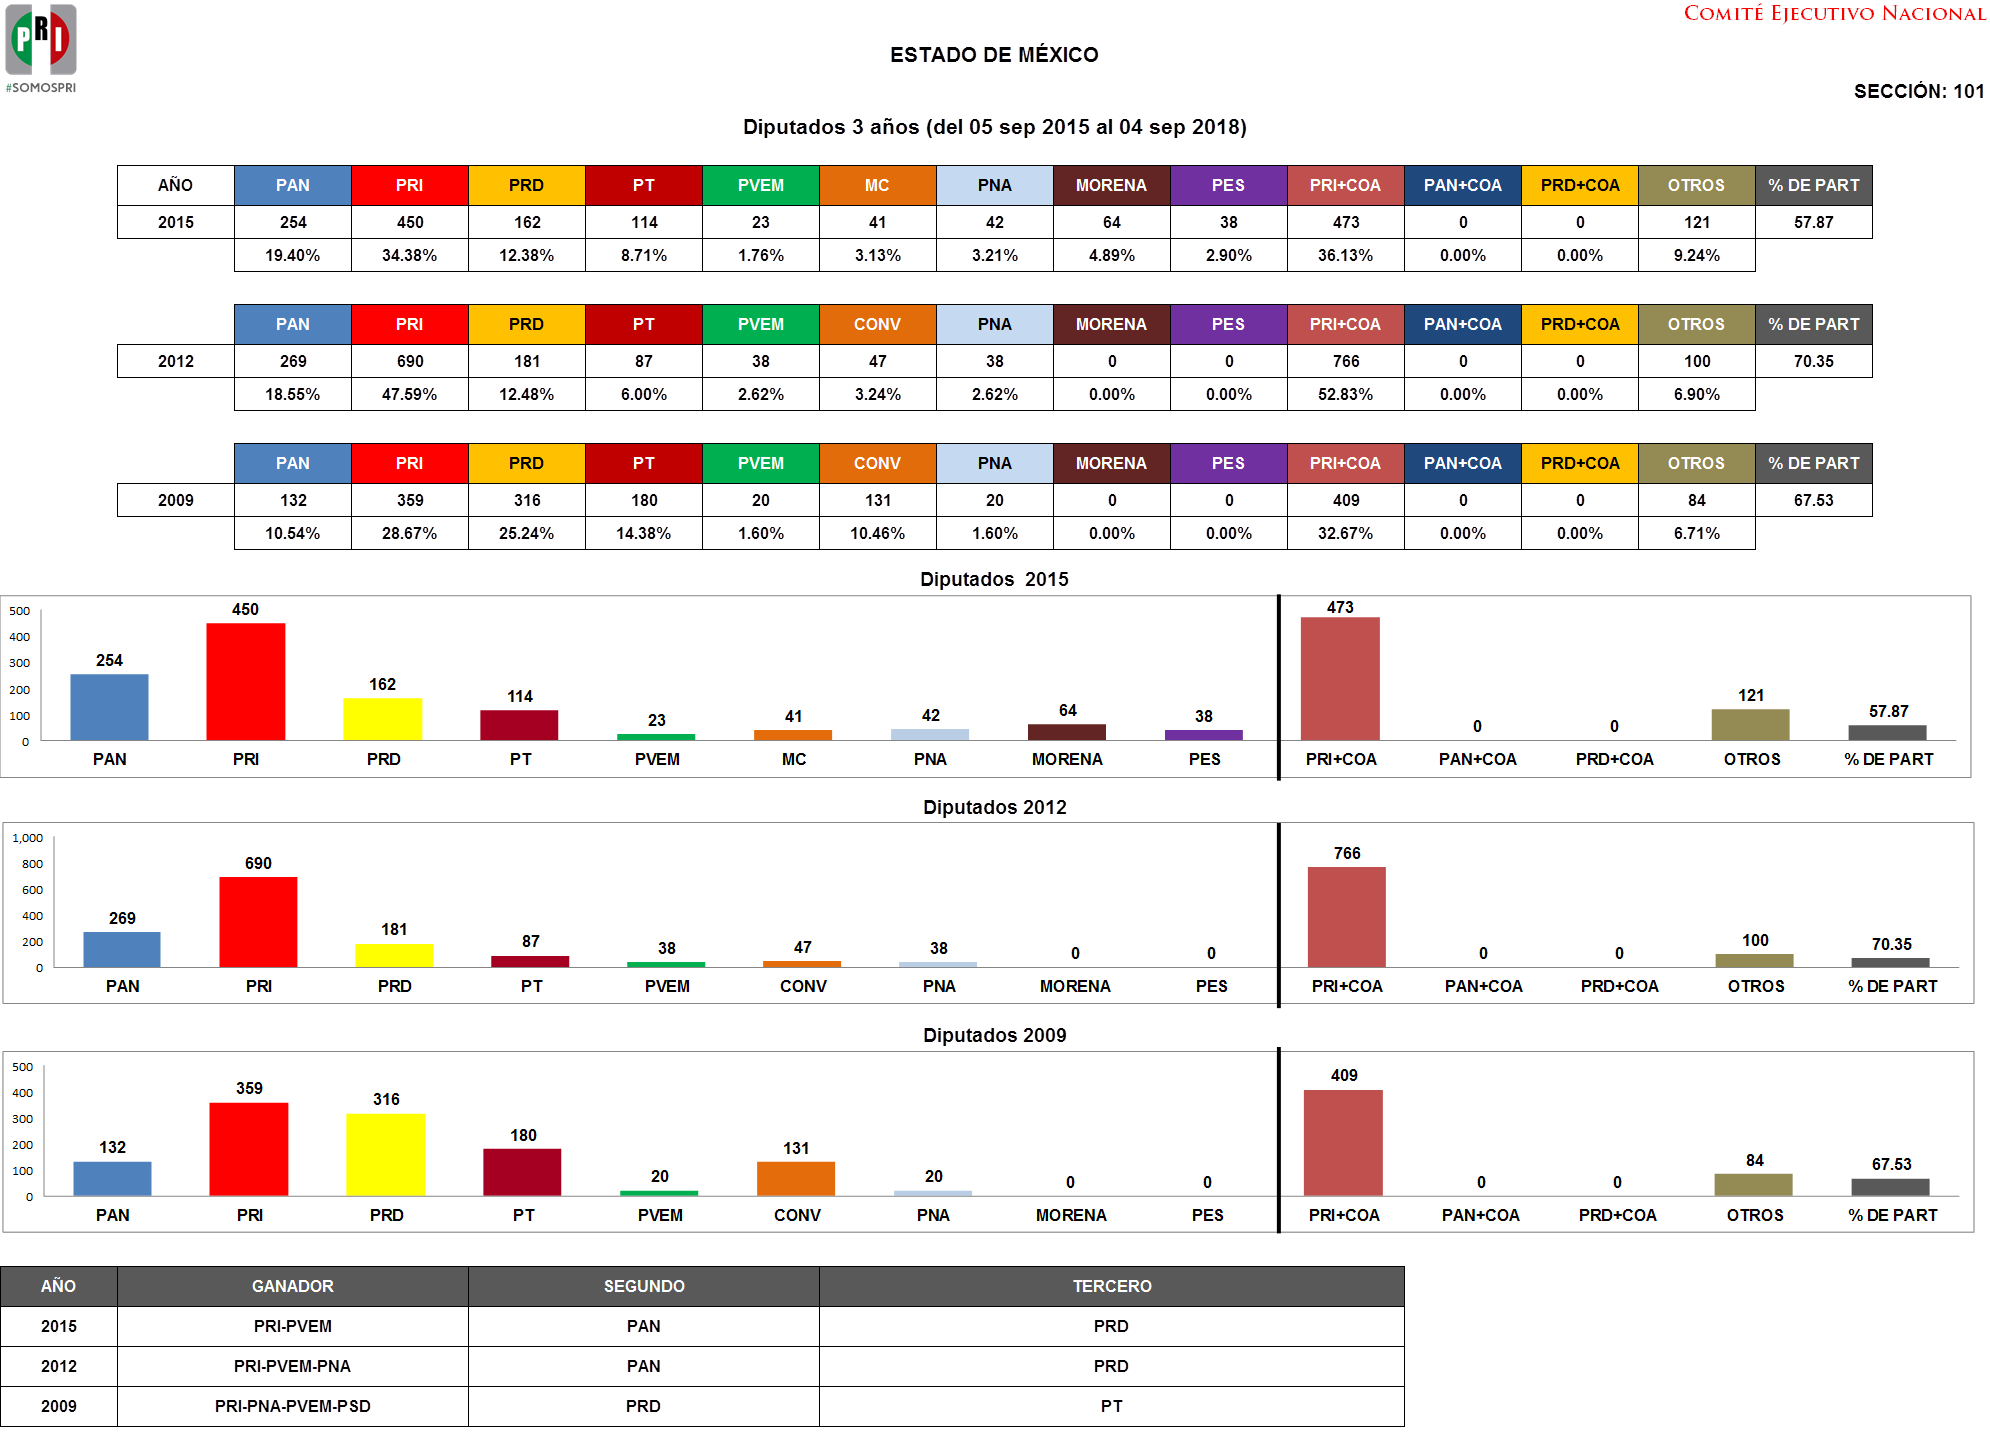 PRI
#SOMOSPRI
COMITÉ EJECUTIVO NACIONAL
ESTADO DE MÉXICO
SECCIÓN: 101
Diputados 3 años (del 05 sep 2015 al 04 sep 2018)
AÑO PAN PRI PRD PT PVEM MC PNA MORENA PES PRI+COA PAN+COA PRD+COA OTROS % DE PART
2015 254 450 162 114 23 41 42 64 38 473 0 0 121 57.87
19.40% 34.38% 12.38% 8.71% 1.76% 3.13% 3.21% 4.89% 2.90% 36.13% 0.00% 0.00% 9.24%
PAN PRI PRD PT PVEM CONV PNA MORENA PES PRI+COA PAN+COA PRD+COA OTROS % DE PART
2012 269 690 181 87 38 47 38 0 0 766 0 0 100 70.35
18.55% 47.59% 12.48% 6.00% 2.62% 3.24% 2.62% 0.00% 0.00% 52.83% 0.00% 0.00% 6.90%
PAN PRI PRD PT PVEM CONV PNA MORENA PES PRI+COA PAN+COA PRD+COA OTROS % DE PART
2009 132 359 316 180 20 131 20 0 0 409 0 0 84 67.53
10.54% 28.67% 25.24% 14.38% 1.60% 10.46% 1.60% 0.00% 0.00% 32.67% 0.00% 0.00% 6.71%
Diputados 2015
500
400
300
200
100
0
254 450 162 114 23 41 42 64 38 473 0 0 121 57.87
PAN PRI PRD PT PVEM MC PNA MORENA PES PRI+COA PAN+COA PRD+COA OTROS % DE PART
Diputados 2012
1,000
800
600
400
200
0
269 690 181 87 38 47 38 0 0 766 0 0 100 70.35
PAN PRI PRD PT PVEM CONV PNA MORENA PES PRI+COA PAN+COA PRD+COA OTROS % DE PART
Diputados 2009
500
400
300
200
100
0
132 359 316 180 20 131 20 0 0 409 0 0 84 67.53
PAN PRI PRD PT PVEM CONV PNA MORENA PES PRI+COA PAN+COA PRD+COA OTROS % DE PART
AÑO GANADOR SEGUNDO TERCERO
2015 PRI-PVEM PAN PRD
2012 PRI-PVEM-PNA PAN PRD
2009 PRI-PNA-PVEM-PSD PRD PT